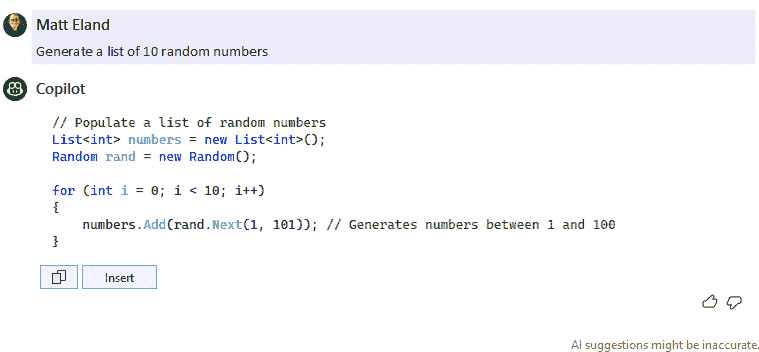 Matt Eland
Generate a list of 10 random numbers
Copilot
// Populate a list of random numbers
List<int> numbers = new List<int>();
Random rand = new Random();
for (int i = 0; i < 10; i++)
{
    numbers.Add(rand.Next(1, 101)); // Generates numbers between 1 and 100
}
Insert
AI suggestions might be inaccurate.